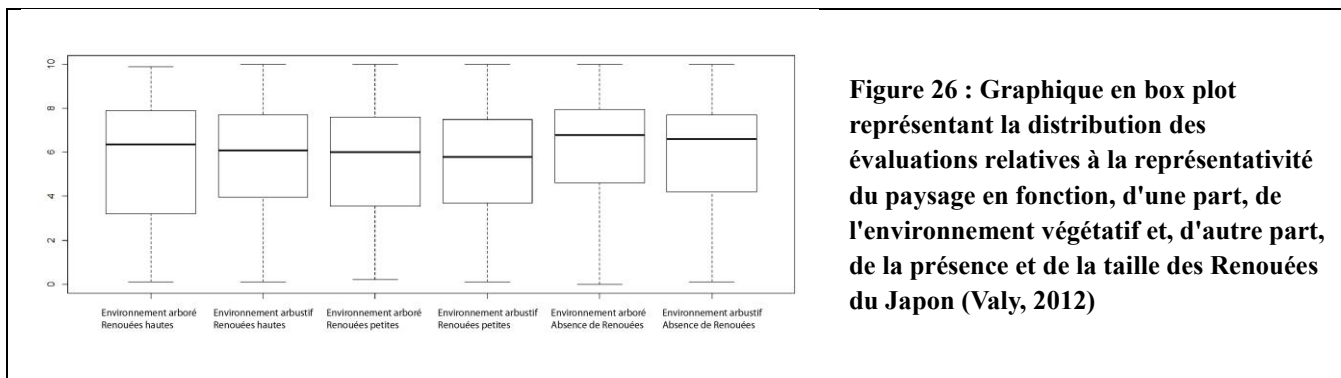 10
8
6
4
2
0
Environnement arboré
Renouées hautes
Environnement arbustif
Renouées hautes
Environnement arboré
Renouées petites
Environnement arbustif
Renouées petites
Environnement arboré
Absence de Renouées
Environnement arbustif
Absence de Renouées
Figure 26 : Graphique en box plot
représentant la distribution des
évaluations relatives à la représentativité
du paysage en fonction, d'une part, de
l'environnement végétatif et, d'autre part,
de la présence et de la taille des Renouées
du Japon (Valy, 2012)